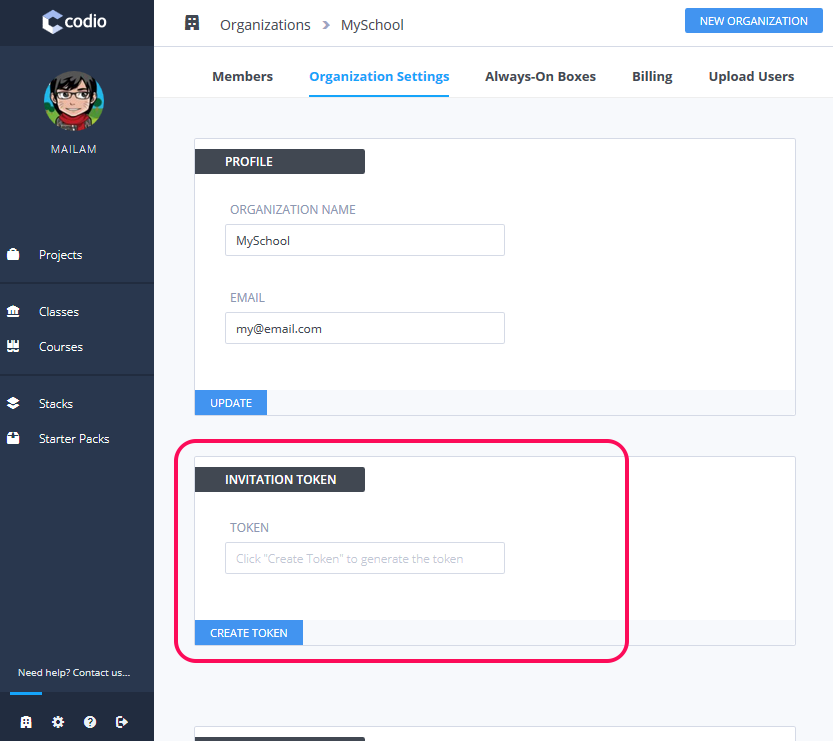 codio
Organizations > MySchool
NEW ORGANIZATION
MAILAM
Members
Organization Settings
Always-On Boxes
Billing
Upload Users
Projects
Classes
Courses
Stacks
Starter Packs
Need help? Contact us...
PROFILE
ORGANIZATION NAME
MySchool
EMAIL
my@email.com
UPDATE
INVITATION TOKEN
TOKEN
Click "Create Token" to generate the token
CREATE TOKEN